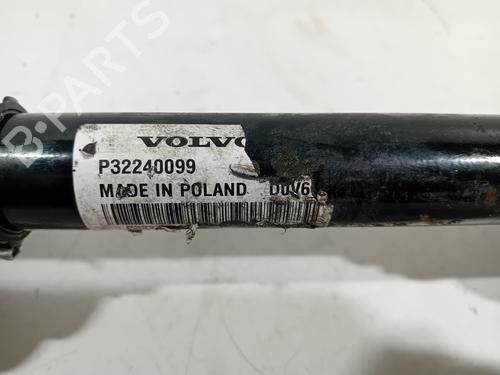 VOLVO
P32240099
MADE IN POLAND
B-PARTS